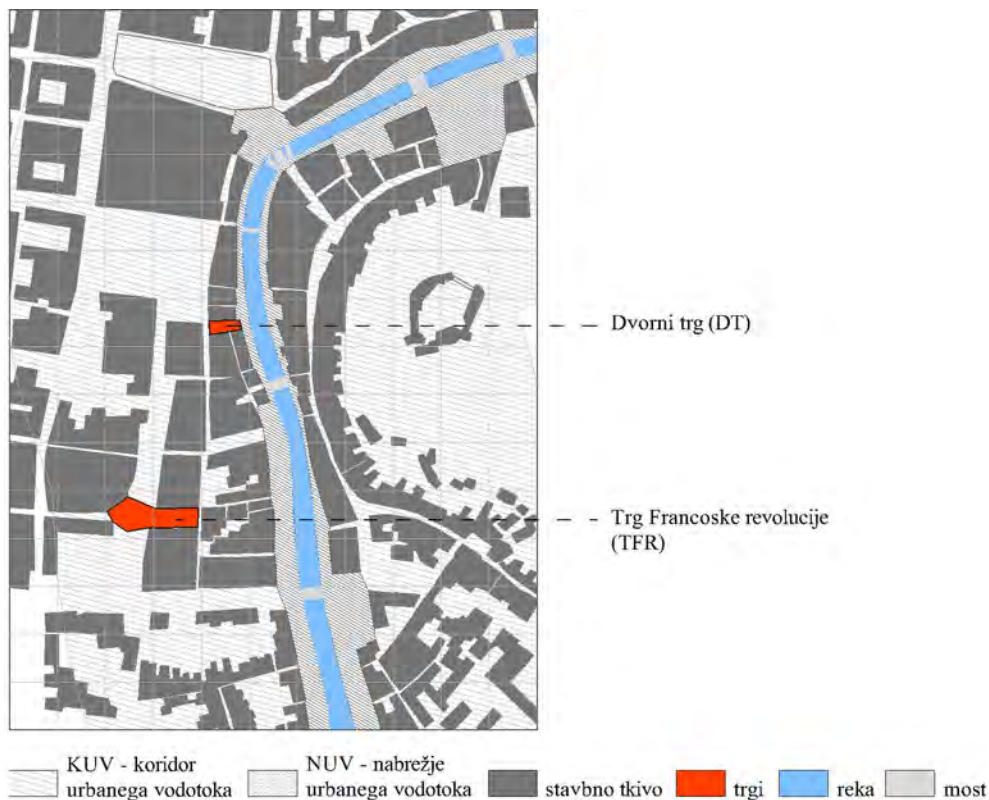 Dvorni trg (DT)
Trg Francoske revolucije
(TFR)
KUV - koridor
urbanega vodotoka
NUV - nabrežje
urbanega vodotoka
stavbno tkivo
trgi
reka
most